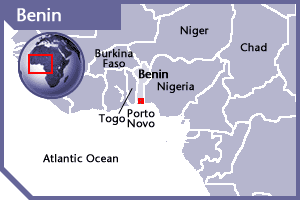 Benin
Niger
Chad
Burkina
Faso
Benin
Nigeria
Togo
Porto
Novo
Atlantic Ocean